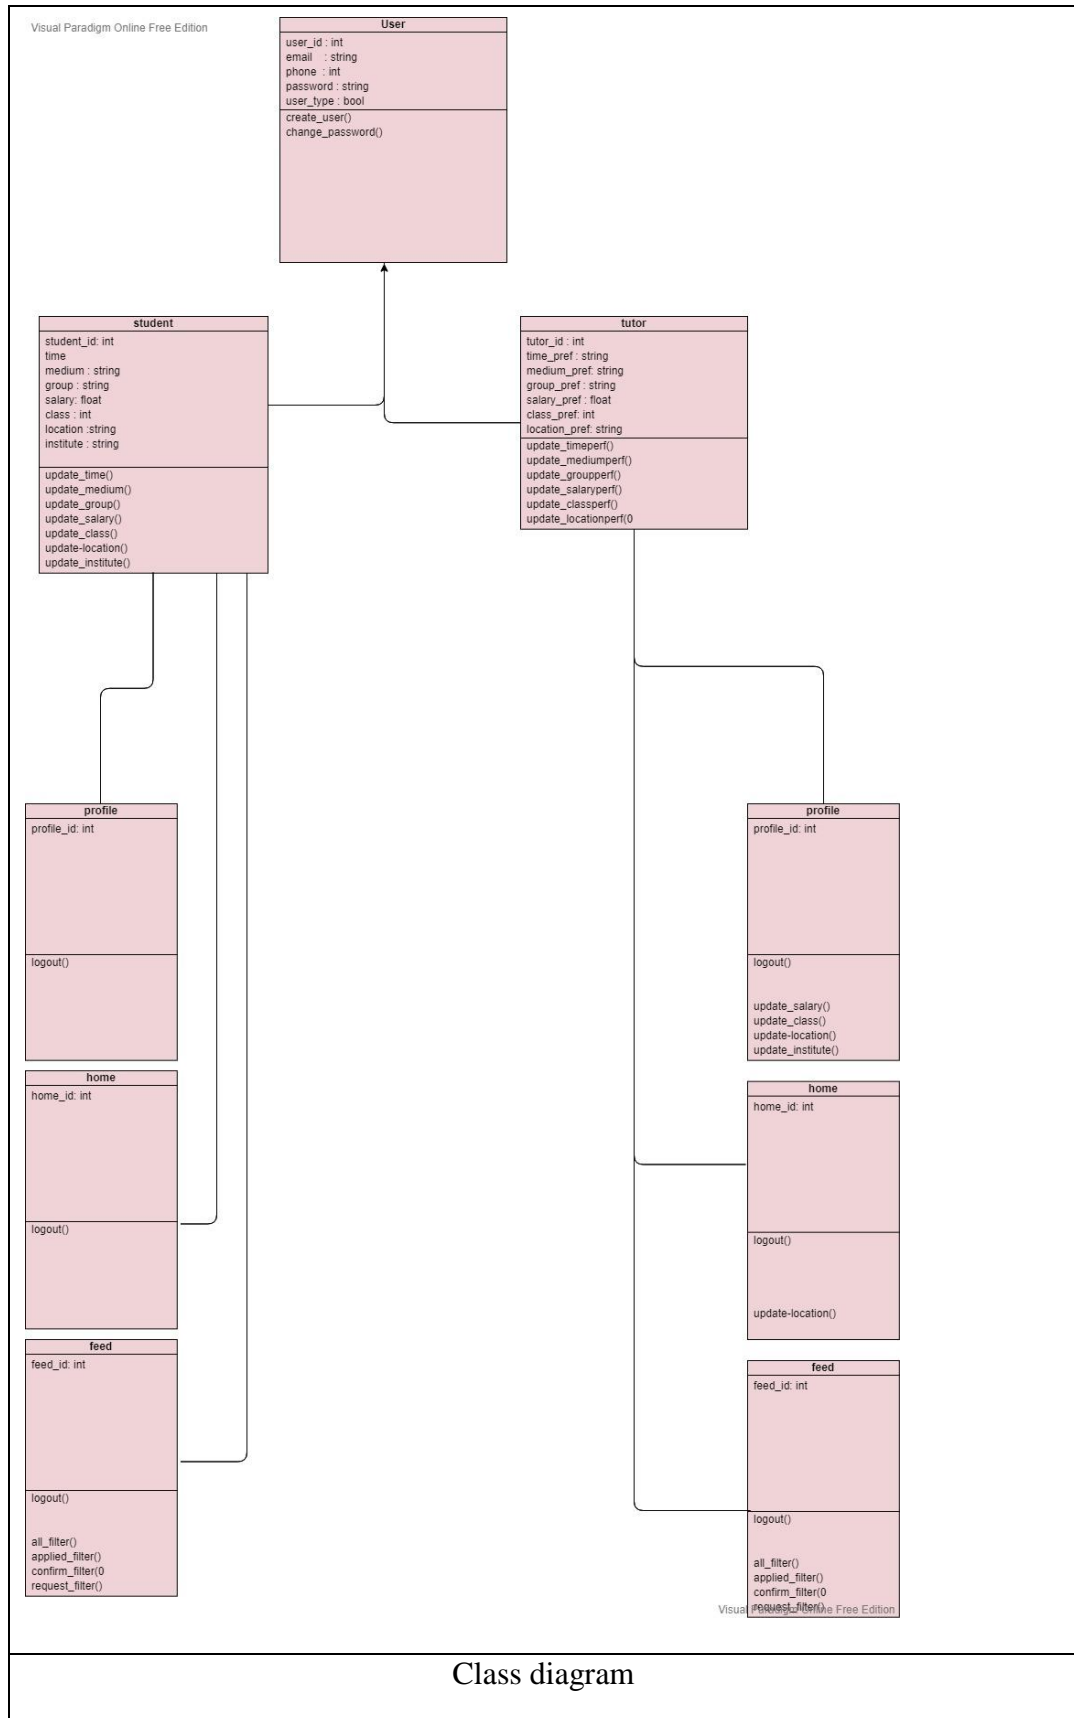 Visual Paradigm Online Free Edition
User
user_id : int
email : string
phone : int
password : string
user_type : bool
create_user()
change_password()
student
student_id: int
time
medium : string
group : string
salary: float
class : int
location :string
institute : string
update_time()
update_medium()
update_group()
update_salary()
update_class()
update-location()
update_institute()
tutor
tutor_id : int
time_pref : string
medium_pref: string
group_pref : string
salary_pref : float
class_pref: int
location_pref: string
update_timeperf()
update_mediumperf()
update_groupperf()
update_salaryperf()
update_classperf()
update_locationperf(0
profile
profile_id: int
logout()
home
home_id: int
logout()
feed
feed_id: int
logout()
all_filter()
applied_filter()
confirm_filter(0
request_filter()
profile
profile_id: int
logout()
update_salary()
update_class()
update-location()
update_institute()
home
home_id: int
logout()
update-location()
feed
feed_id: int
logout()
all_filter()
applied_filter()
confirm_filter(0
request_filter()
Visual Paradigm Online Free Edition
Class diagram